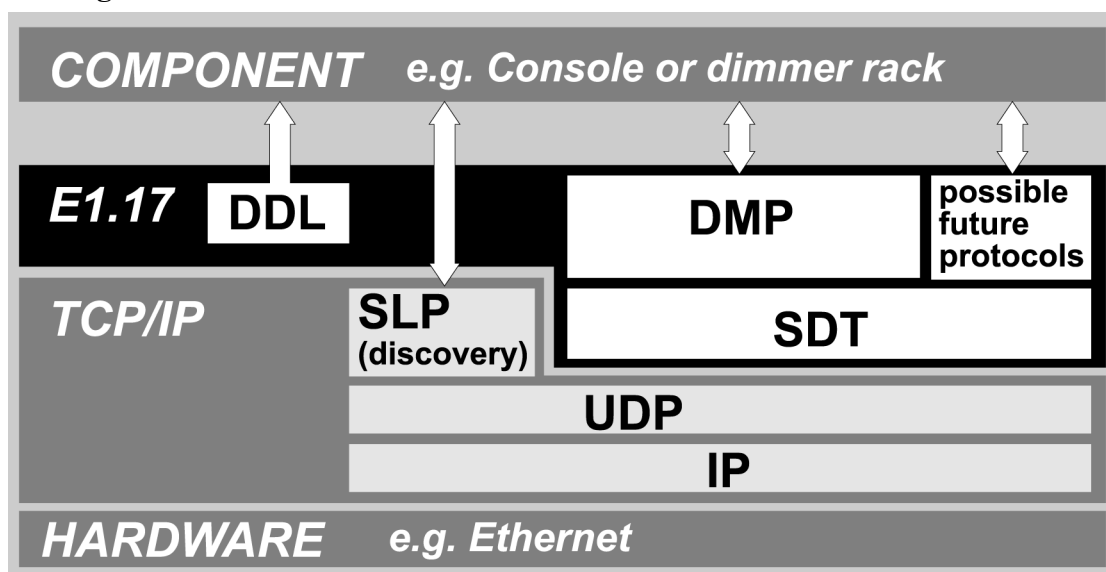 COMPONENT e.g. Console or dimmer rack
E1.17
DDL
DMP
possible
future
protocols
TCP/IP
SLP
(discovery)
SDT
UDP
IP
HARDWARE e.g. Ethernet